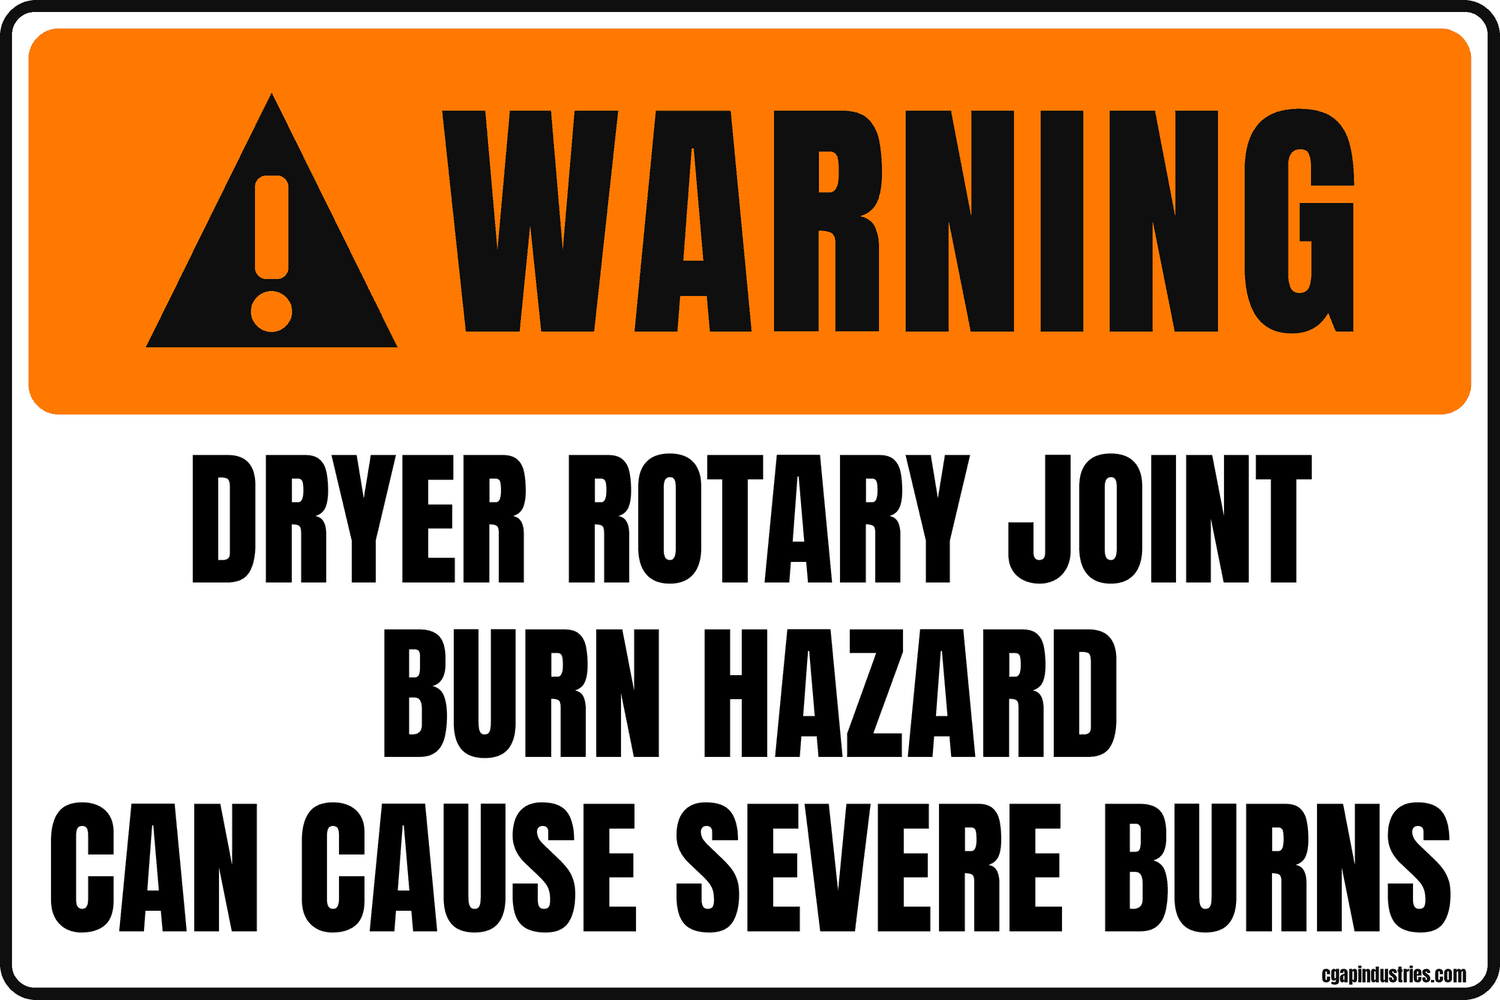 WARNING
DRYER ROTARY JOINT
BURN HAZARD
CAN CAUSE SEVERE BURNS
cgapindustries.com